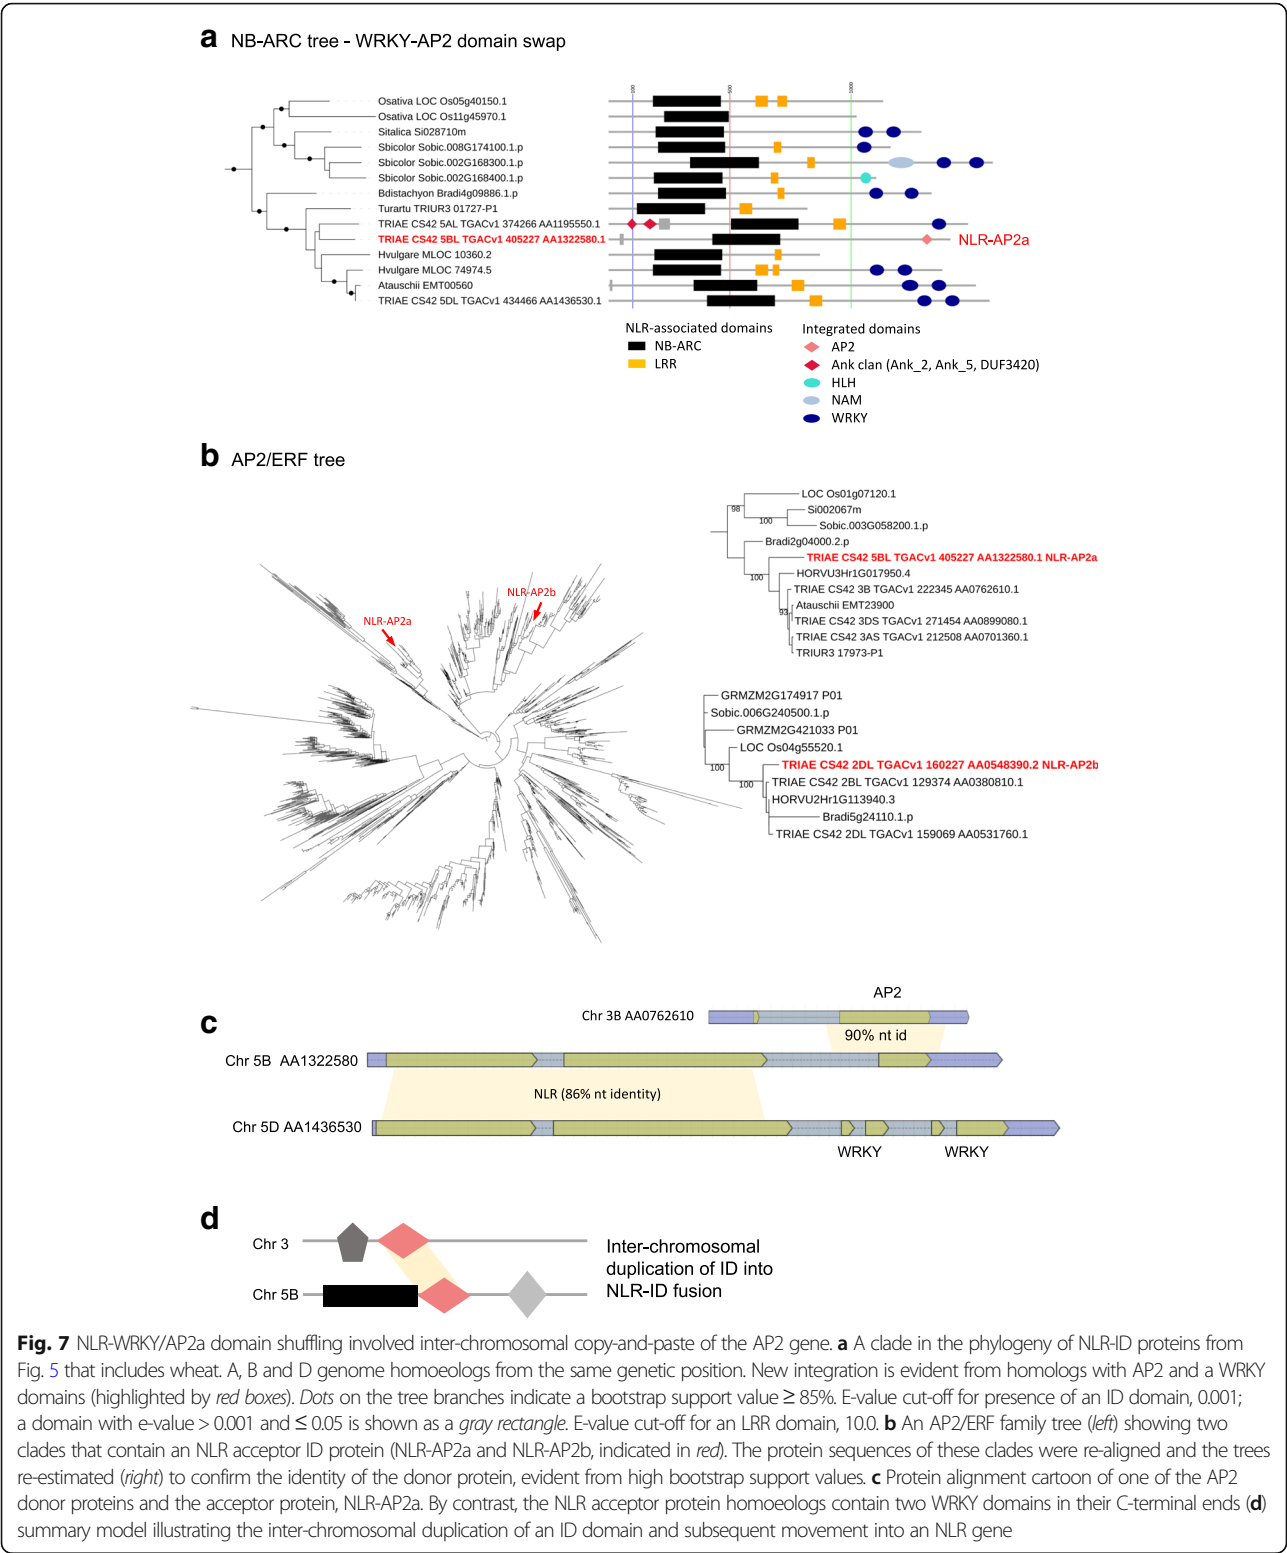 a NB-ARC tree - WRKY-AP2 domain swap
500
1000
Osativa LOC Os05g40150.1
Osativa LOC Os11g45970.1
Sitalica Si028710m
Sbicolor Sobic.008G174100.1.p
Sbicolor Sobic.002G168300.1.p
Sbicolor Sobic.002G168400.1.p
Bdistachyon Bradi4g09886.1.p
Turartu TRIUR3 01727-P1
TRIAE CS42 5AL TGACv1 374266 AA1195550.1
TRIAE CS42 5BL TGACv1 405227 AA1322580.1 NLR-AP2a
Hvulgare MLOC 10360.2
Hvulgare MLOC 74974.5
Atauschii EMT00560
TRIAE CS42 5DL TGACv1 434466 AA1436530.1
NLR-associated domains
NB-ARC
LRR
Integrated domains
AP2
Ank clan (Ank_2, Ank_5, DUF3420)
HLH
NAM
WRKY
b AP2/ERF tree
NLR-AP2a
NLR-AP2b
LOC Os01g07120.1
98
Si002067m
100
Sobic.003G058200.1.p
Bradi2g04000.2.p
TRIAE CS42 5BL TGACv1 405227 AA1322580.1 NLR-AP2a
100
HORVU3Hr1G017950.4
TRIAE CS42 3B TGACv1 222345 AA0762610.1
Atauschii EMT23900
93
TRIAE CS42 3DS TGACv1 271454 AA0899080.1
TRIAE CS42 3AS TGACv1 212508 AA0701360.1
TRIUR3 17973-P1
GRMZM2G174917 P01
Sobic.006G240500.1.p
GRMZM2G421033 P01
LOC Os04g55520.1
100
TRIAE CS42 2DL TGACv1 160227 AA0548390.2 NLR-AP2b
100
TRIAE CS42 2BL TGACv1 129374 AA0380810.1
HORVU2Hr1G113940.3
Bradi5g24110.1.p
TRIAE CS42 2DL TGACv1 159069 AA0531760.1
c
AP2
Chr 3B AA0762610
90% nt id
Chr 5B AA1322580
NLR (86% nt identity)
Chr 5D AA1436530
WRKY WRKY
d
Chr 3
Chr 5B
Inter-chromosomal
duplication of ID into
NLR-ID fusion
Fig. 7 NLR-WRKY/AP2a domain shuffling involved inter-chromosomal copy-and-paste of the AP2 gene. a A clade in the phylogeny of NLR-ID proteins from
Fig. 5 that includes wheat. A, B and D genome homoeologs from the same genetic position. New integration is evident from homologs with AP2 and a WRKY
domains (highlighted by red boxes). Dots on the tree branches indicate a bootstrap support value ≥ 85%. E-value cut-off for presence of an ID domain, 0.001;
a domain with e-value > 0.001 and ≤ 0.05 is shown as a gray rectangle. E-value cut-off for an LRR domain, 10.0. b An AP2/ERF family tree (left) showing two
clades that contain an NLR acceptor ID protein (NLR-AP2a and NLR-AP2b, indicated in red). The protein sequences of these clades were re-aligned and the trees
re-estimated (right) to confirm the identity of the donor protein, evident from high bootstrap support values. c Protein alignment cartoon of one of the AP2
donor proteins and the acceptor protein, NLR-AP2a. By contrast, the NLR acceptor protein homoeologs contain two WRKY domains in their C-terminal ends (d)
summary model illustrating the inter-chromosomal duplication of an ID domain and subsequent movement into an NLR gene